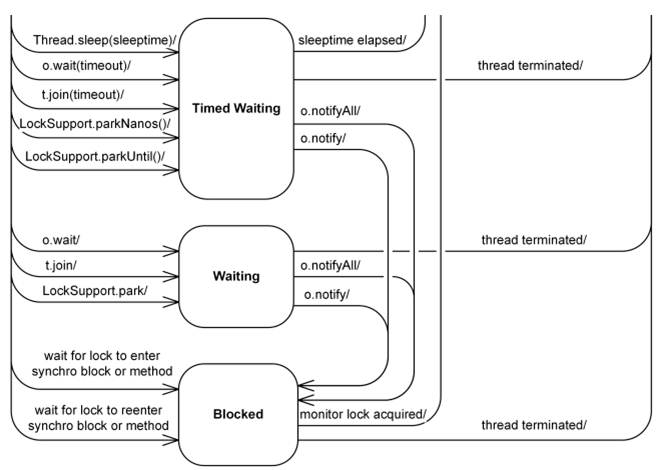 Thread.sleep(sleeptime)/
sleeptime elapsed/
o.wait(timeout)/
thread terminated/
t.join(timeout)/
Timed Waiting
o.notifyAll/
LockSupport.parkNanos()/
o.notify/
LockSupport.parkUntil()/
o.wait/
thread terminated/
t.join/
Waiting
o.notifyAll/
LockSupport.park/
o.notify/
wait for lock to enter
synchro block or method
wait for lock to reenter
synchro block or method
Blocked
monitor lock acquired/
thread terminated/